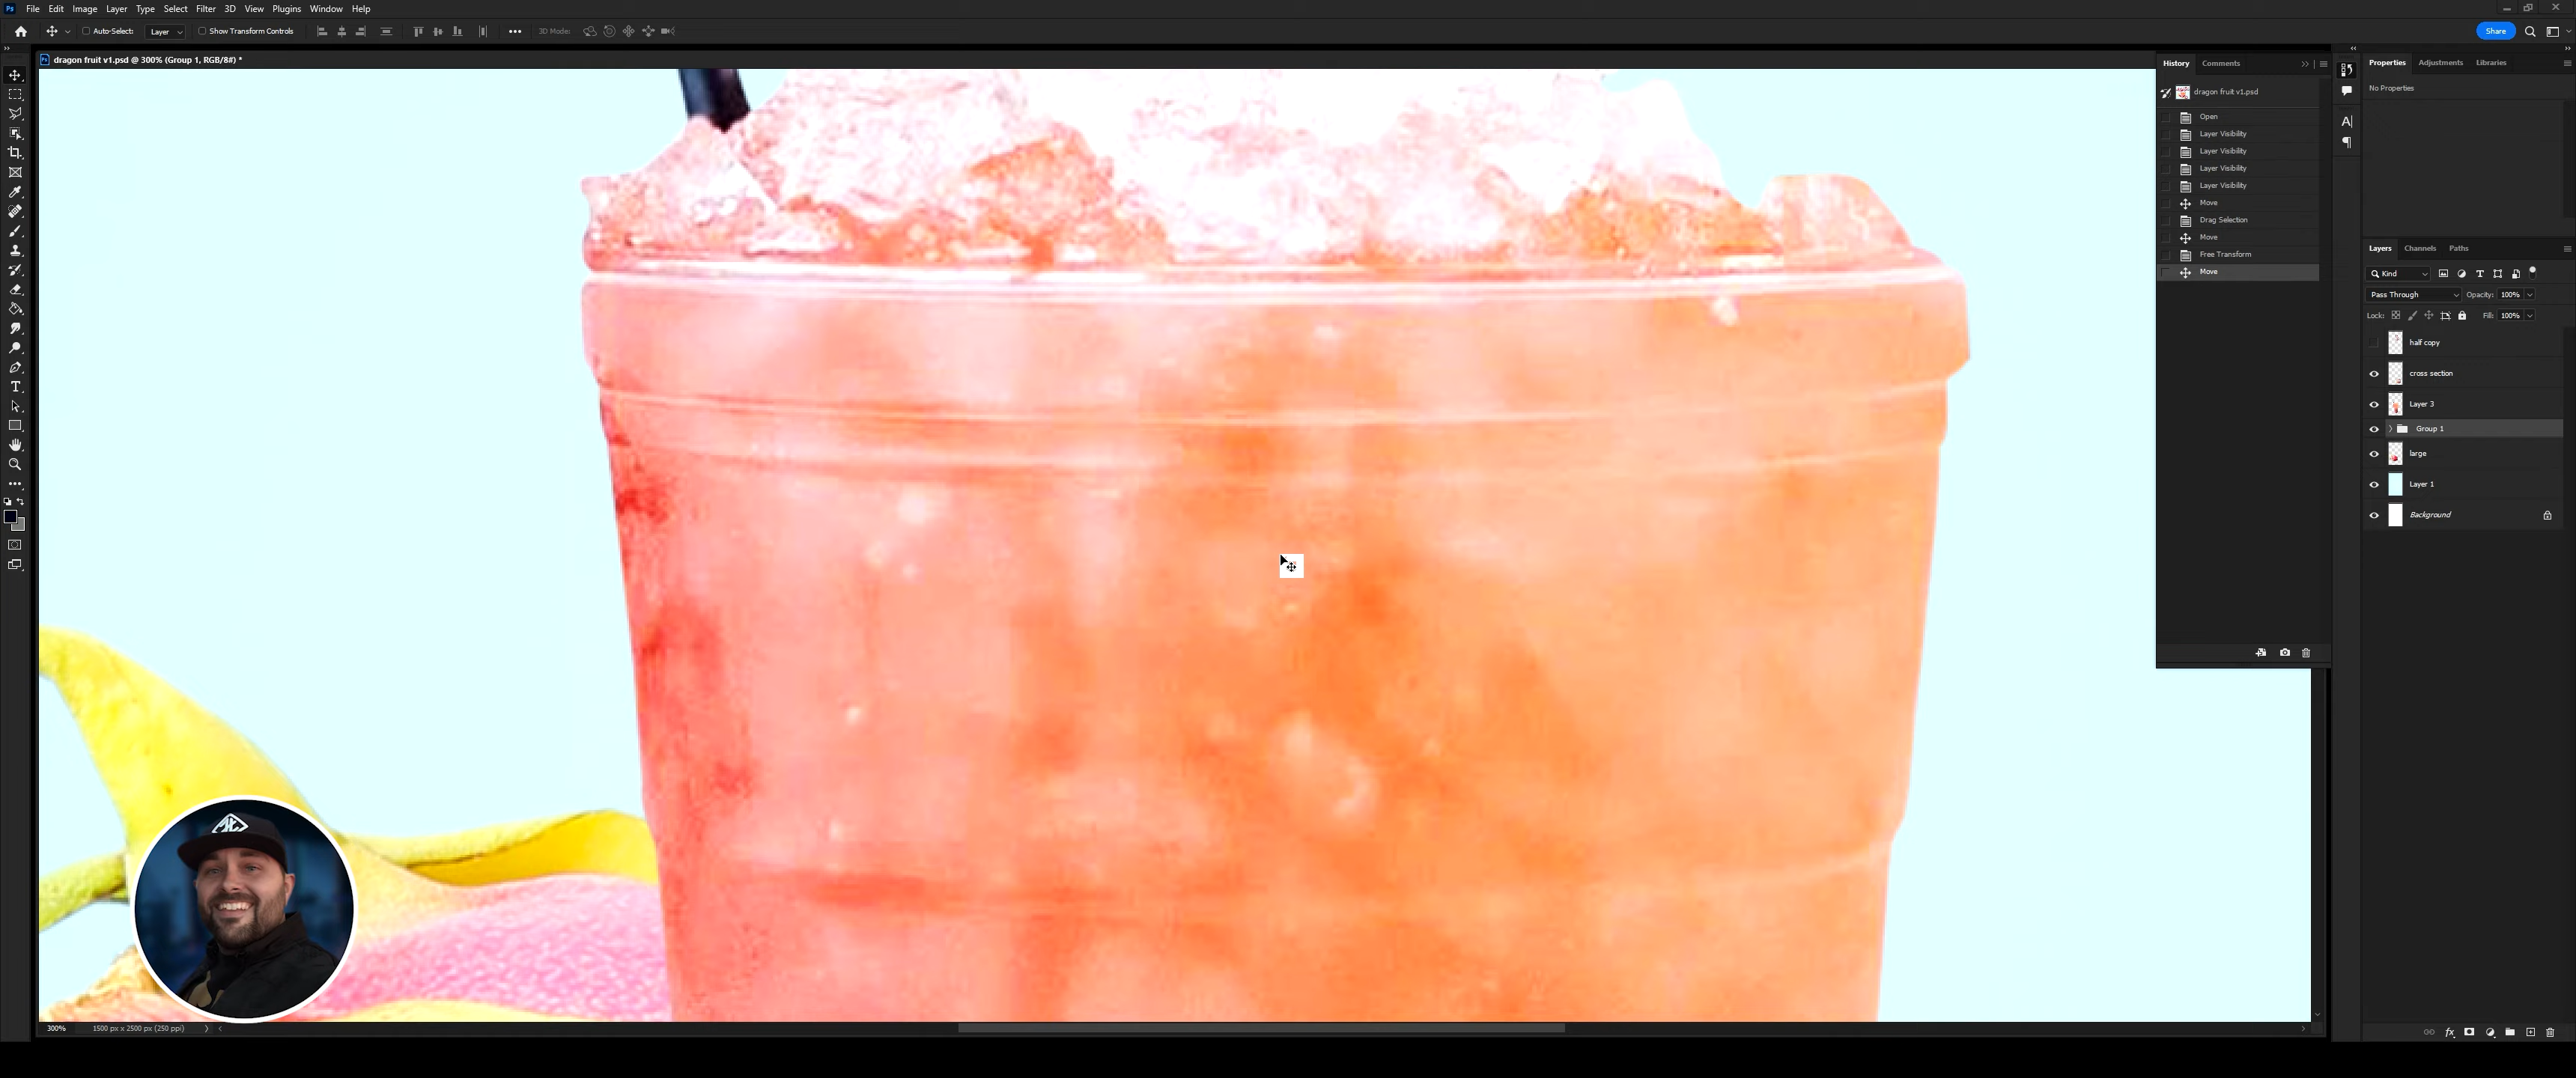 Ps File Edit Image Layer Type Select Filter 3D View Plugins Window Help
Auto-Select: Layer Show Transform Controls 3D Mode: Share
dragon fruit v1.psd @ 300% (Group 1, RGB/8#) *
History Comments
dragon fruit v1.psd
Open
Layer Visibility
Layer Visibility
Layer Visibility
Layer Visibility
Move
Drag Selection
Move
Free Transform
Move
Properties Adjustments Libraries
No Properties
Layers Channels Paths
Kind
Pass Through Opacity: 100%
Lock: Fill: 100%
half copy
cross section
Layer 3
Group 1
large
Layer 1
Background
300% 1500 px x 2500 px (250 ppi)